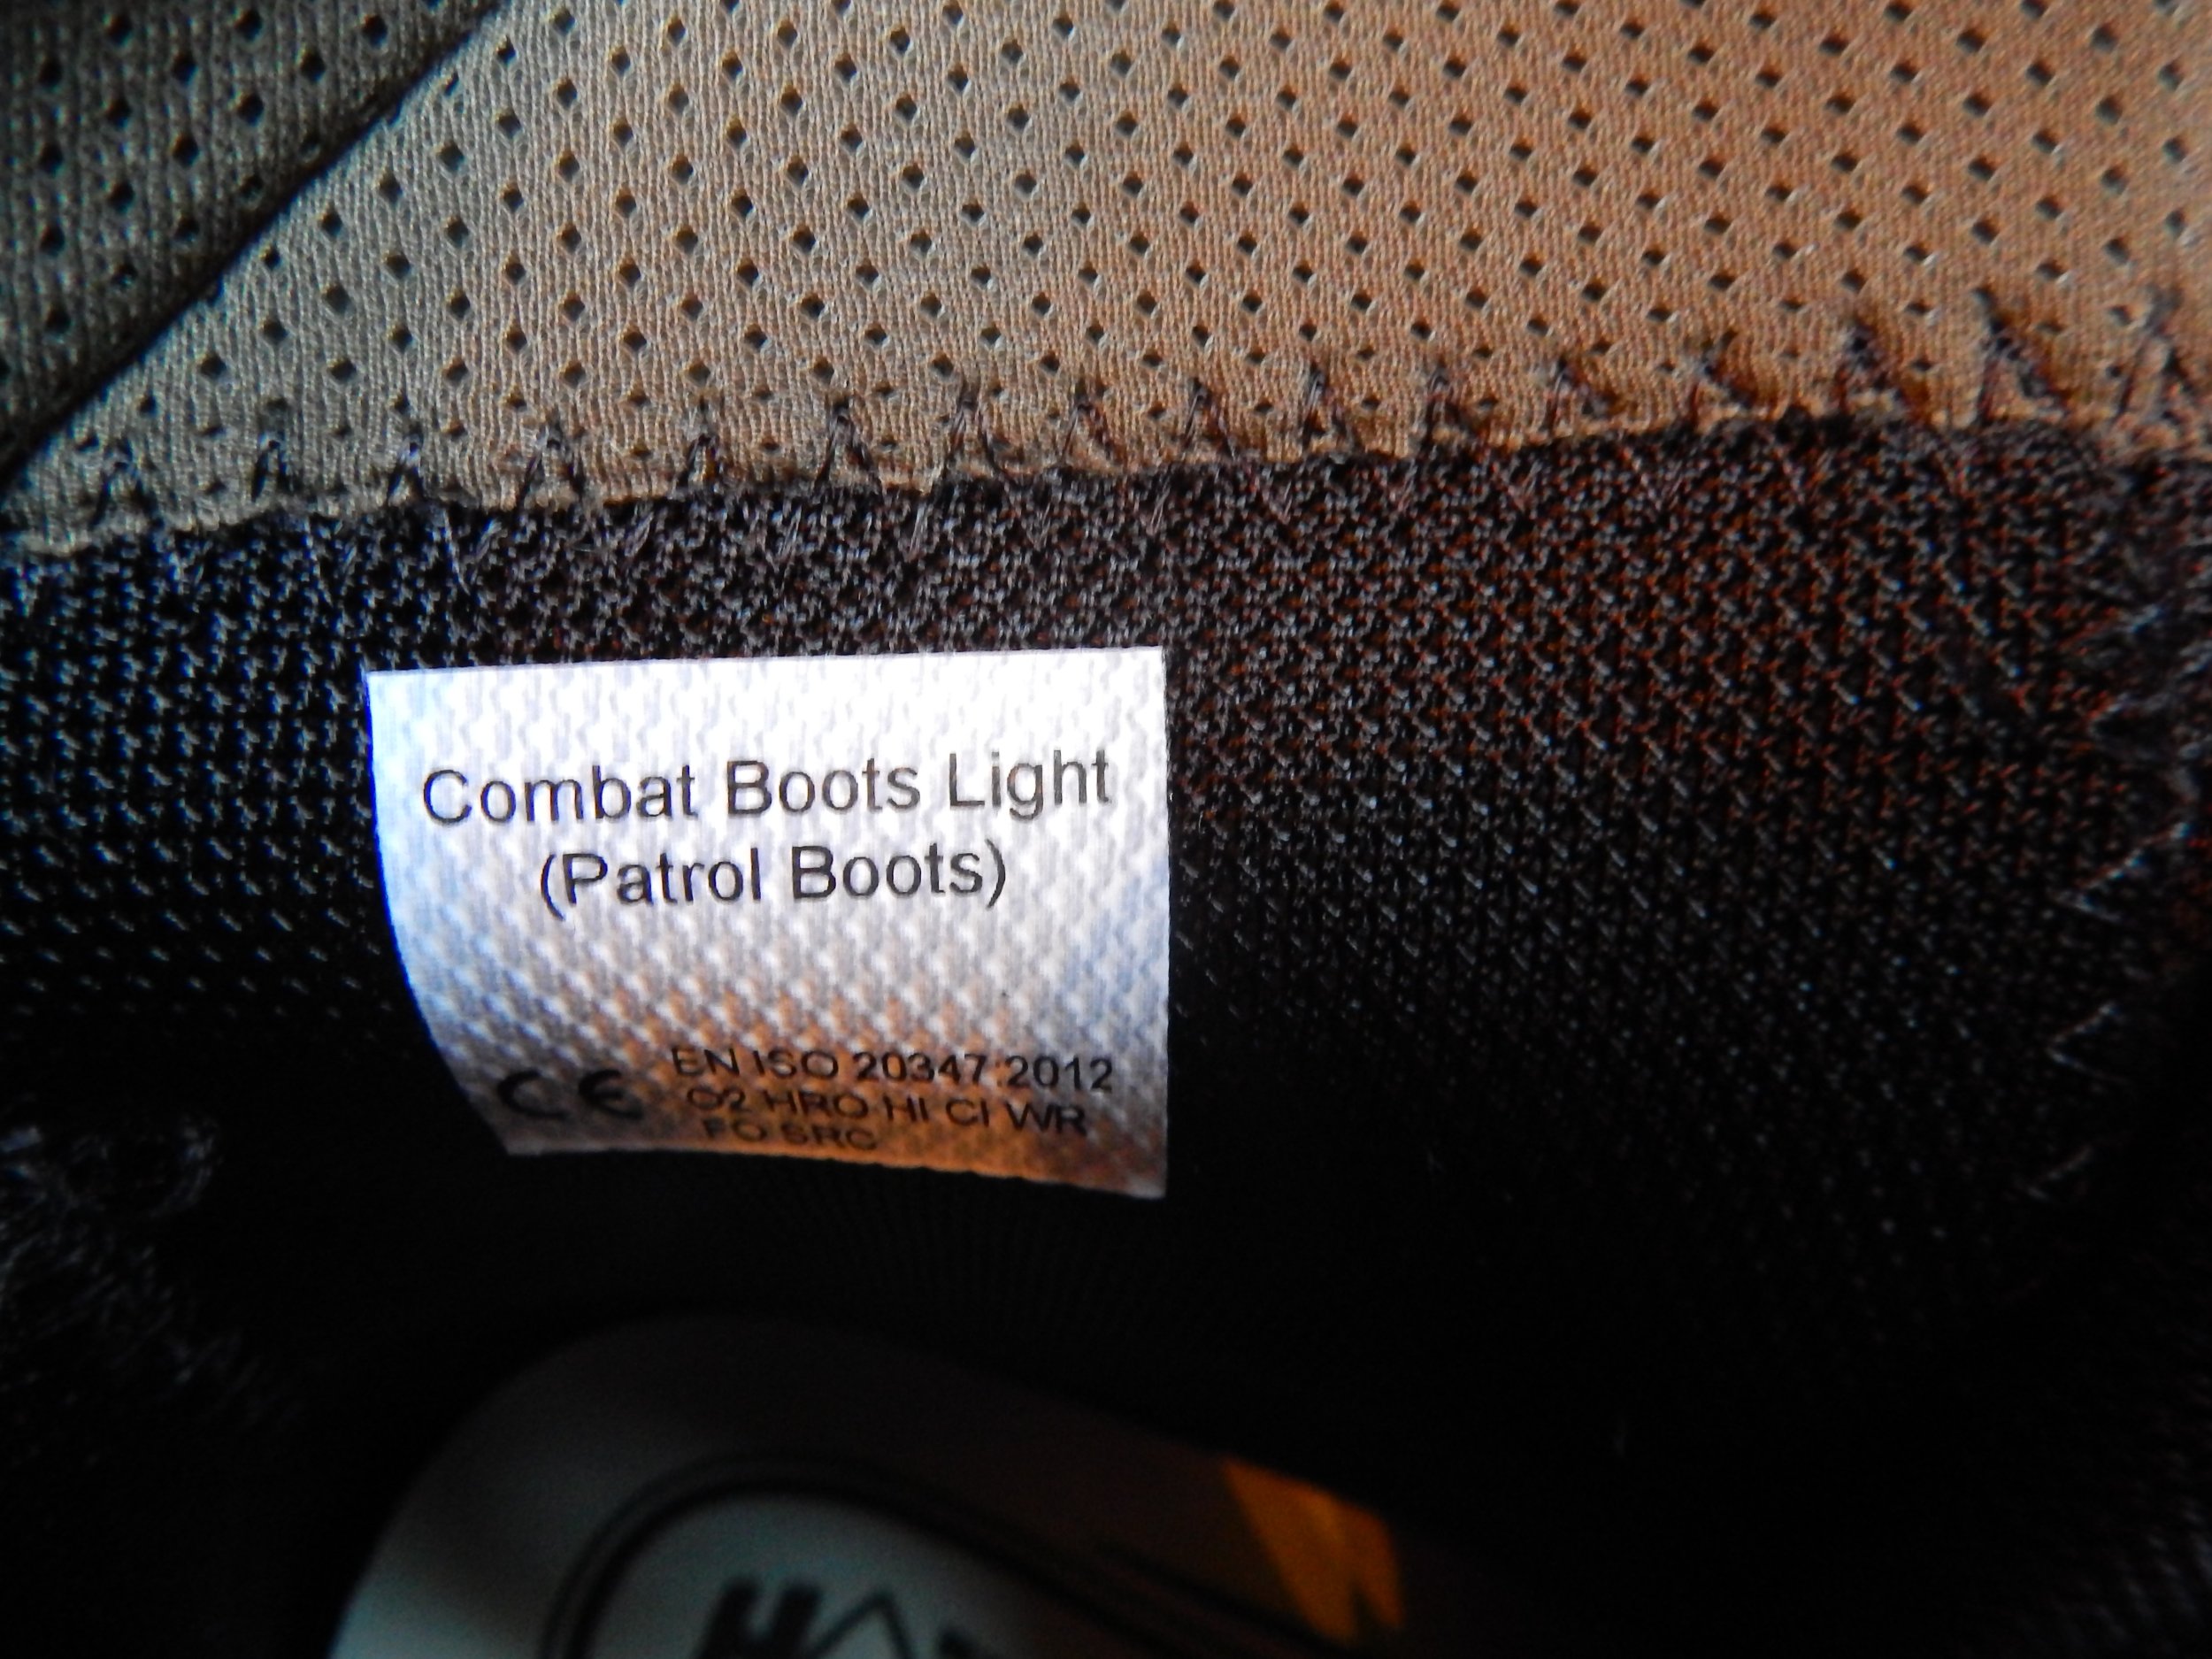 Combat Boots Light
(Patrol Boots)
CE EN ISO 20347:2012
O2 HRO HI CI WR
FO SRC